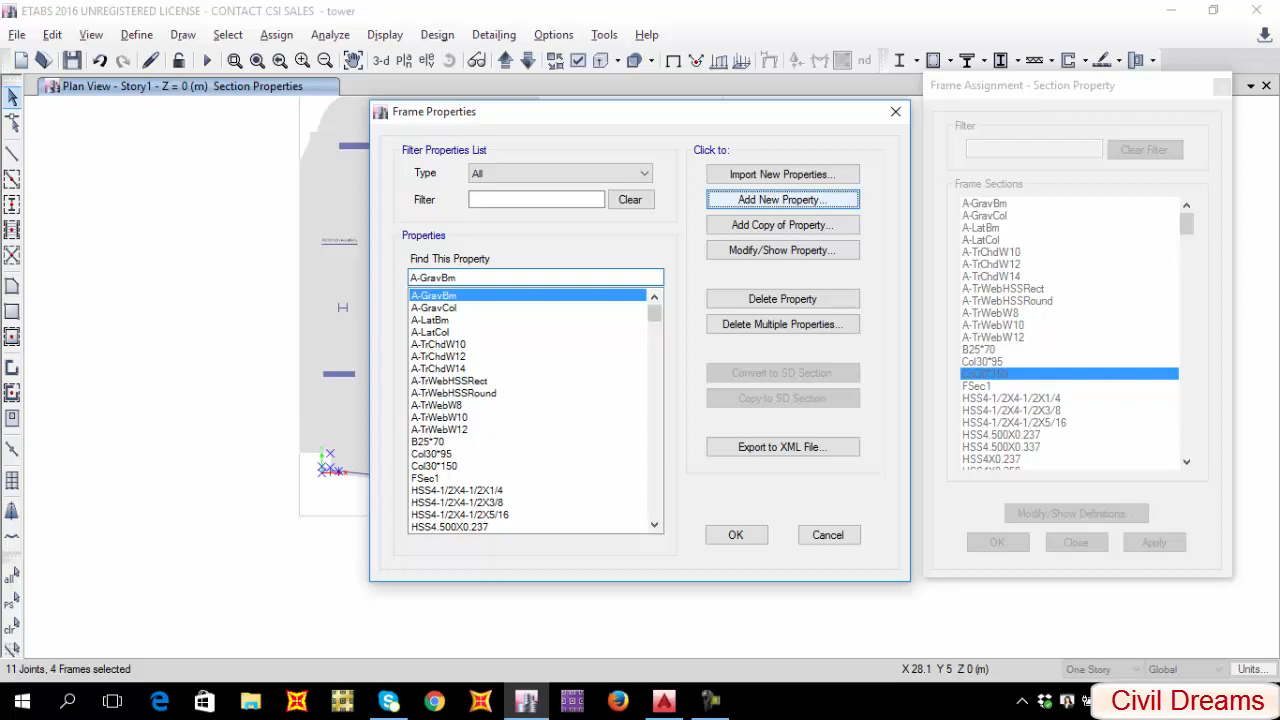 ETABS 2016 UNREGISTERED LICENSE - CONTACT CSI SALES - tower
File Edit View Define Draw Select Assign Analyze Display Design Detailing Options Tools Help
3-d plń elė nd
Plan View - Story1 - Z = 0 (m) Section Properties
Frame Properties
Filter Properties List
Type All
Filter Clear
Properties
Find This Property
A-GravBm
A-GravBm
A-GravCol
A-LatBm
A-LatCol
A-TrChdW10
A-TrChdW12
A-TrChdW14
A-TrWebHSSRect
A-TrWebHSSRound
A-TrWebW8
A-TrWebW10
A-TrWebW12
B25*70
Col30*95
Col30*150
FSec1
HSS4-1/2X4-1/2X1/4
HSS4-1/2X4-1/2X3/8
HSS4-1/2X4-1/2X5/16
HSS4.500X0.237
Click to:
Import New Properties...
Add New Property...
Add Copy of Property...
Modify/Show Property...
Delete Property
Delete Multiple Properties...
Convert to SD Section
Copy to SD Section
Export to XML File...
OK Cancel
Frame Assignment - Section Property
Filter
Clear Filter
Frame Sections
A-GravBm
A-GravCol
A-LatBm
A-LatCol
A-TrChdW10
A-TrChdW12
A-TrChdW14
A-TrWebHSSRect
A-TrWebHSSRound
A-TrWebW8
A-TrWebW10
A-TrWebW12
B25*70
Col30*95
Col30*150
FSec1
HSS4-1/2X4-1/2X1/4
HSS4-1/2X4-1/2X3/8
HSS4-1/2X4-1/2X5/16
HSS4.500X0.237
HSS4.500X0.337
HSS4X0.237
Modify/Show Definitions...
OK Close Apply
all
PS
clr
11 Joints, 4 Frames selected
X 28.1 Y 5 Z 0 (m)
One Story Global Units...
Civil Dreams